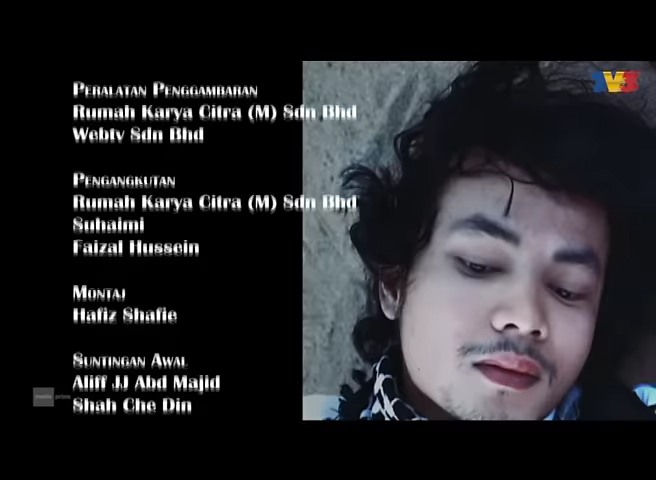 TV3
Peralatan Penggambaran
Rumah Karya Citra (M) Sdn Bhd
Webtv Sdn Bhd
Pengangkutan
Rumah Karya Citra (M) Sdn Bhd
Suhaimi
Faizal Hussein
Montaj
Hafiz Shafie
Suntingan Awal
Aliff JJ Abd Majid
Shah Che Din